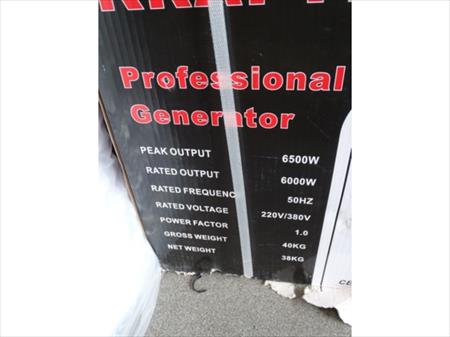 Professional
Generator
PEAK OUTPUT 6500W
RATED OUTPUT 6000W
RATED FREQUENC 50HZ
RATED VOLTAGE 220V/380V
POWER FACTOR 1.0
GROSS WEIGHT 40KG
NET WEIGHT 38KG
CE